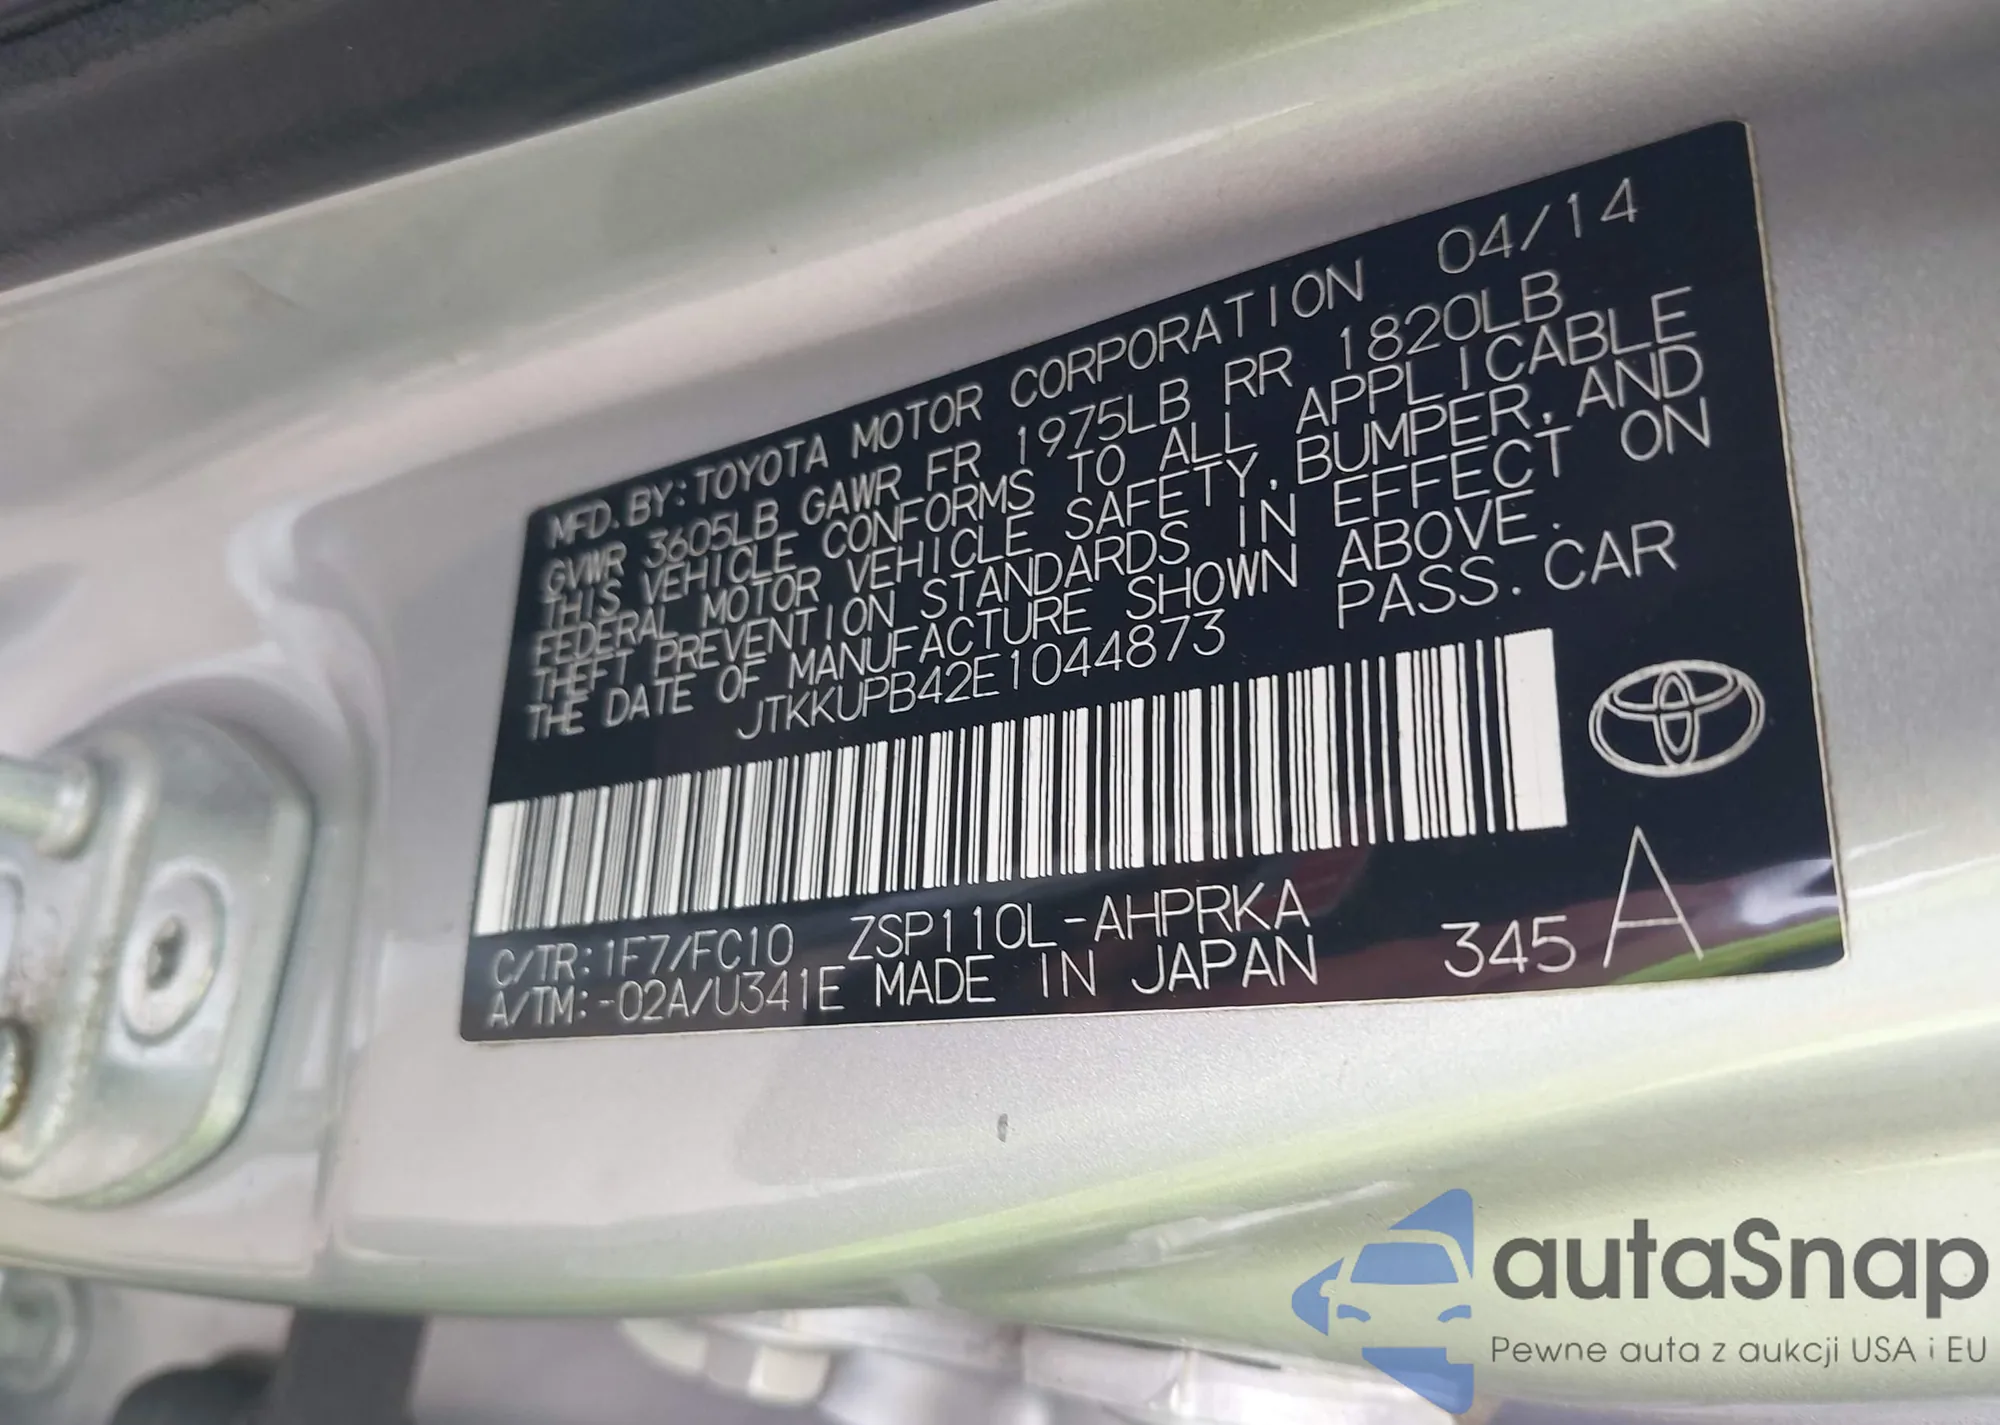 MFD. BY: TOYOTA MOTOR CORPORATION 04/14
GVWR 3605LB GAWR FR 1975LB RR 1820LB
THIS VEHICLE CONFORMS TO ALL APPLICABLE
FEDERAL MOTOR VEHICLE SAFETY, BUMPER, AND
THEFT PREVENTION STANDARDS IN EFFECT ON
THE DATE OF MANUFACTURE SHOWN ABOVE.
JTKKUPB42E1044873 PASS. CAR
C/TR: 1F7/FC10 ZSP110L-AHPRKA
A/TM: -02A/U341E MADE IN JAPAN 345 A
autaSnap
Pewne auta z aukcji USA i EU